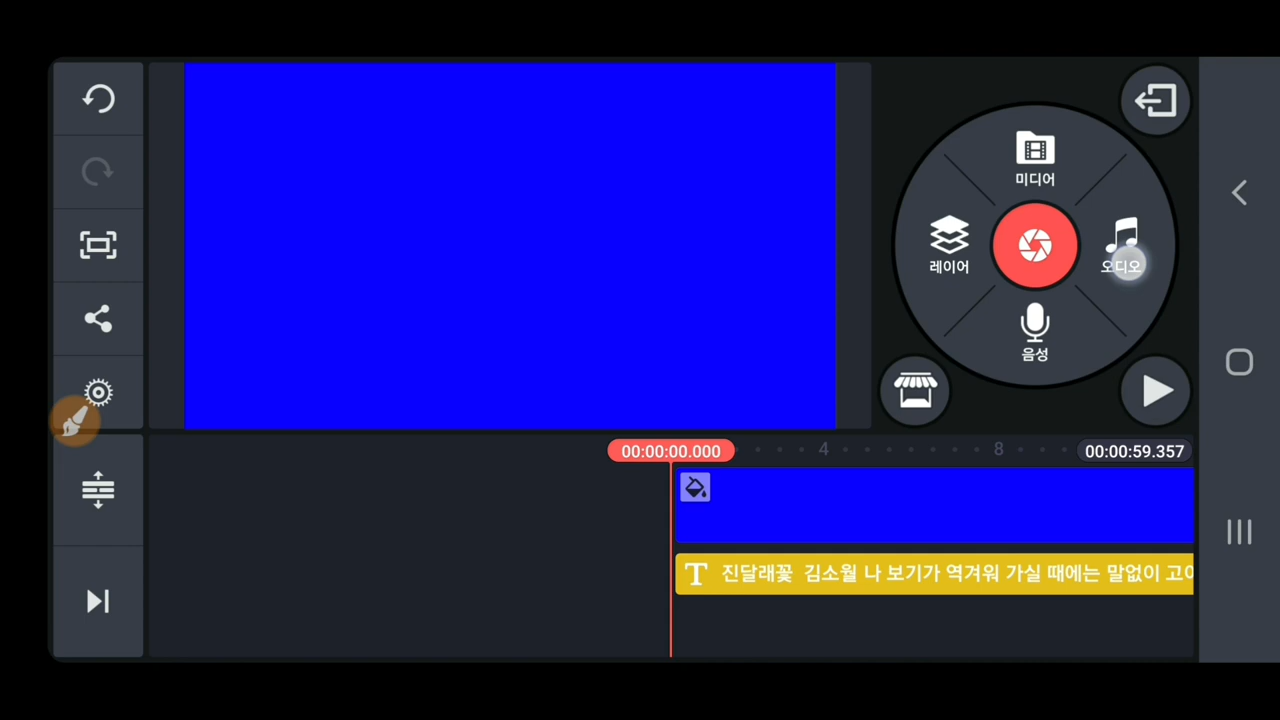 미디어
레이어
오디오
음성
00:00:00.000
4
8
00:00:59.357
T 진달래꽃 김소월 나 보기가 역겨워 가실 때에는 말없이 고이